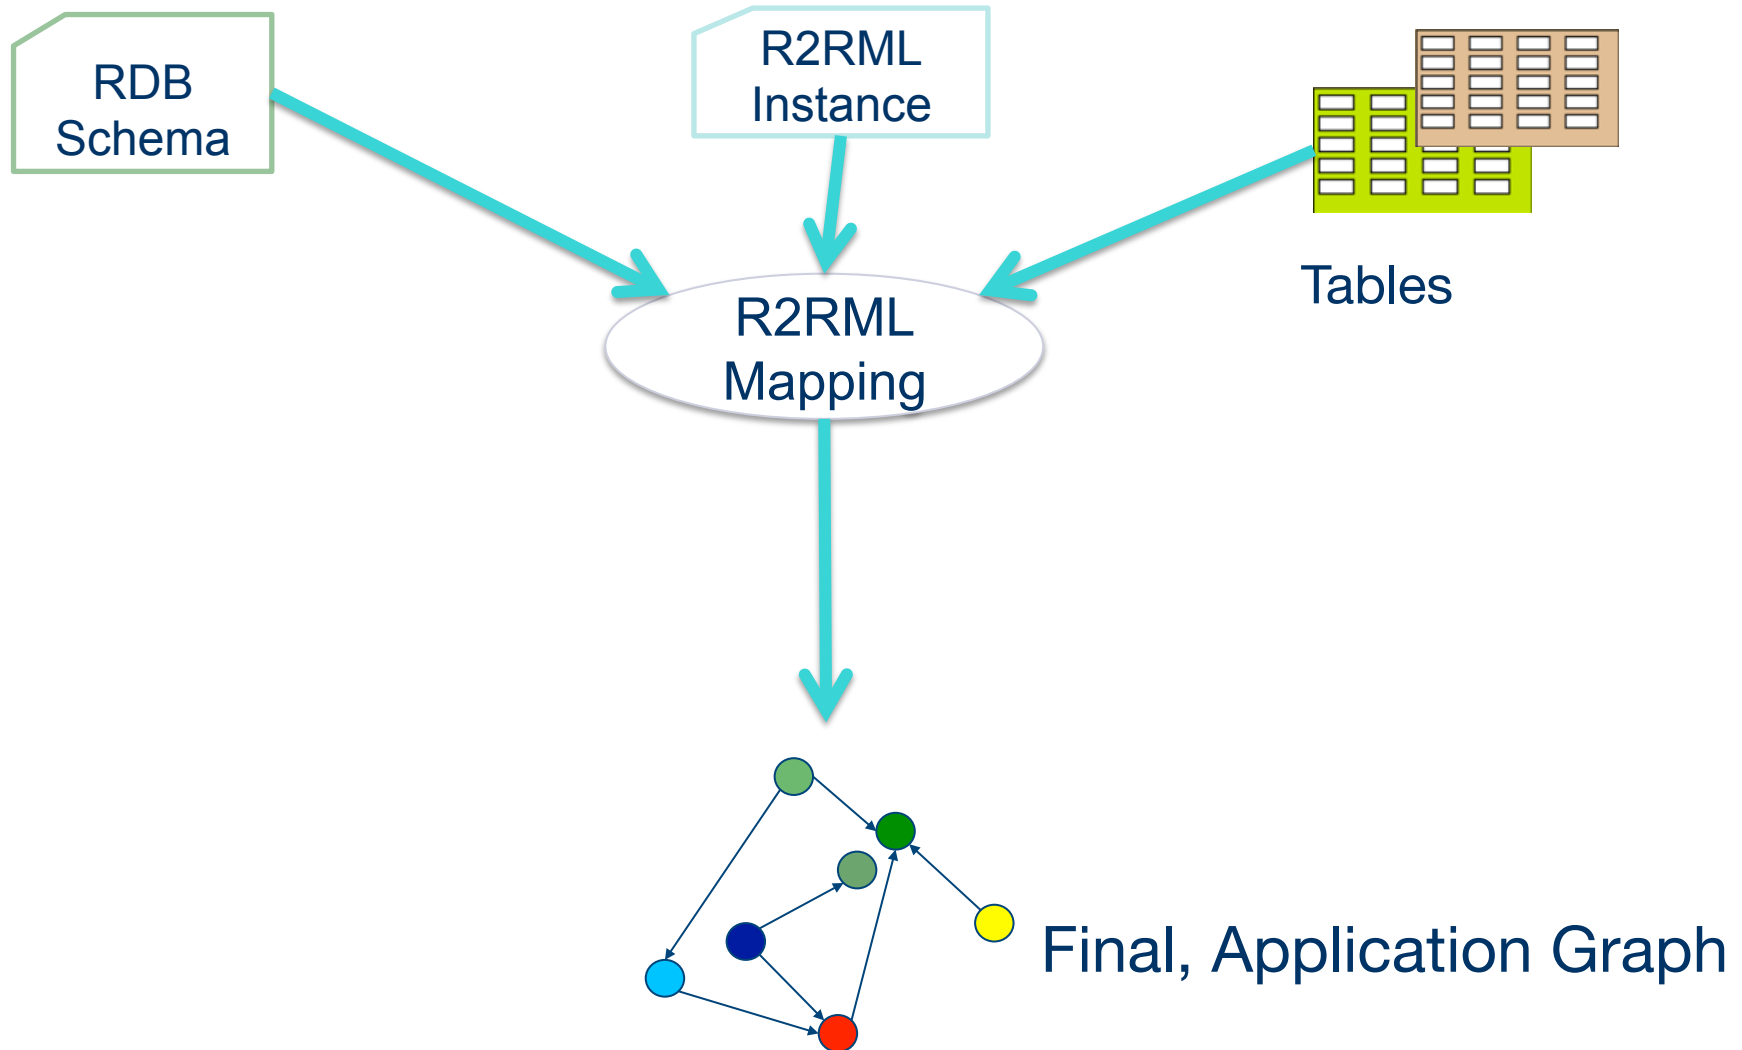 RDB
Schema
R2RML
Instance
Tables
R2RML
Mapping
Final, Application Graph